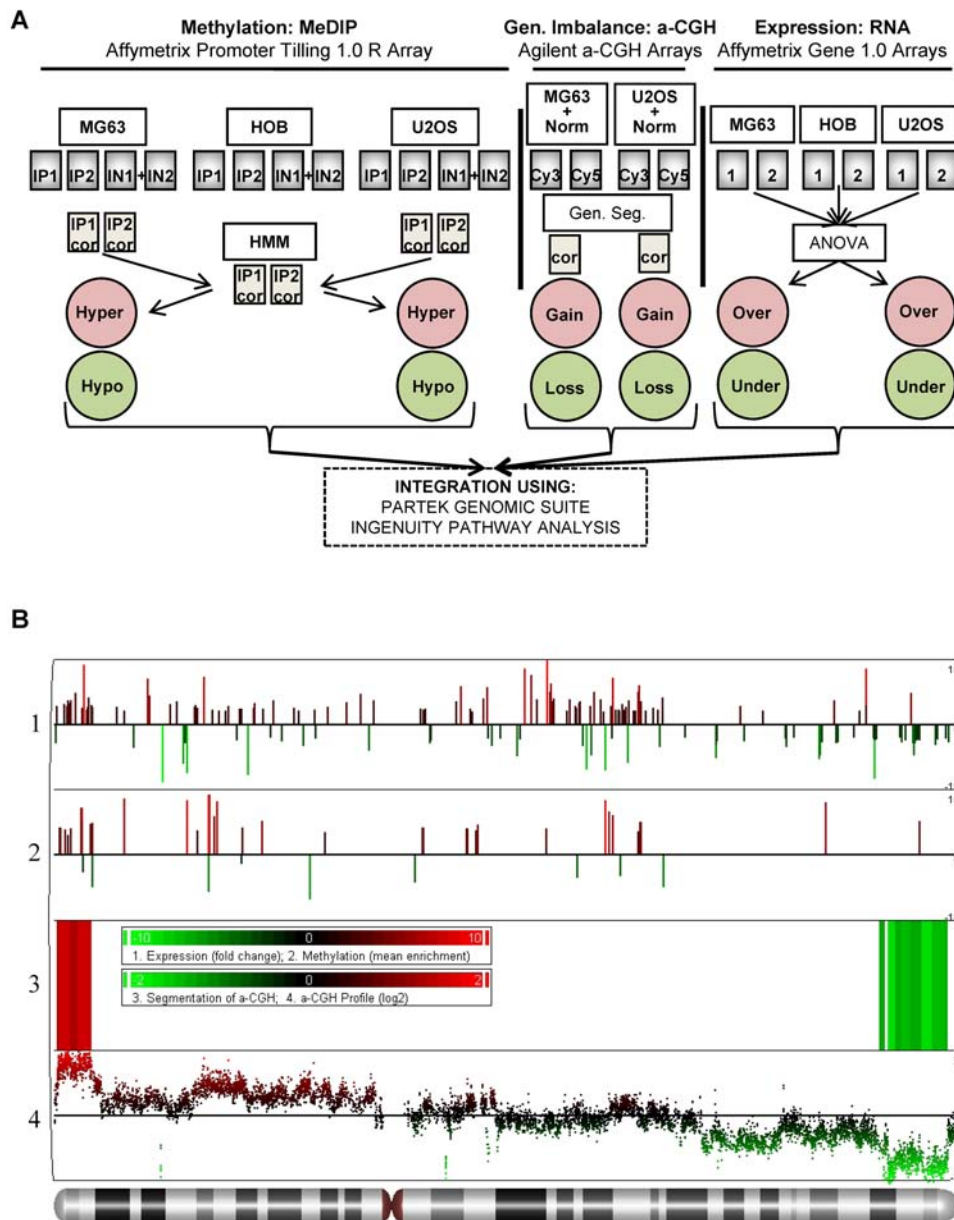 A
Methylation: MeDIP
Affymetrix Promoter Tilling 1.0 R Array
Gen. Imbalance: a-CGH
Agilent a-CGH Arrays
Expression: RNA
Affymetrix Gene 1.0 Arrays
MG63
HOB
U2OS
MG63
+
Norm
U2OS
+
Norm
MG63
HOB
U2OS
IP1 IP2 IN1+IN2
IP1 IP2 IN1+IN2
IP1 IP2 IN1+IN2
Cy3 Cy5
Cy3 Cy5
1 2
1 2
1 2
IP1 cor
IP2 cor
HMM
IP1 cor
IP2 cor
IP1 cor
IP2 cor
Gen. Seg.
cor
cor
ANOVA
Hyper
Hyper
Gain
Gain
Over
Over
Hypo
Hypo
Loss
Loss
Under
Under
INTEGRATION USING:
PARTEK GENOMIC SUITE
INGENUITY PATHWAY ANALYSIS
B
1
2
-10 0 10
1. Expression (fold change); 2. Methylation (mean enrichment)
-2 0 2
3. Segmentation of a-CGH; 4. a-CGH Profile (log2)
3
4